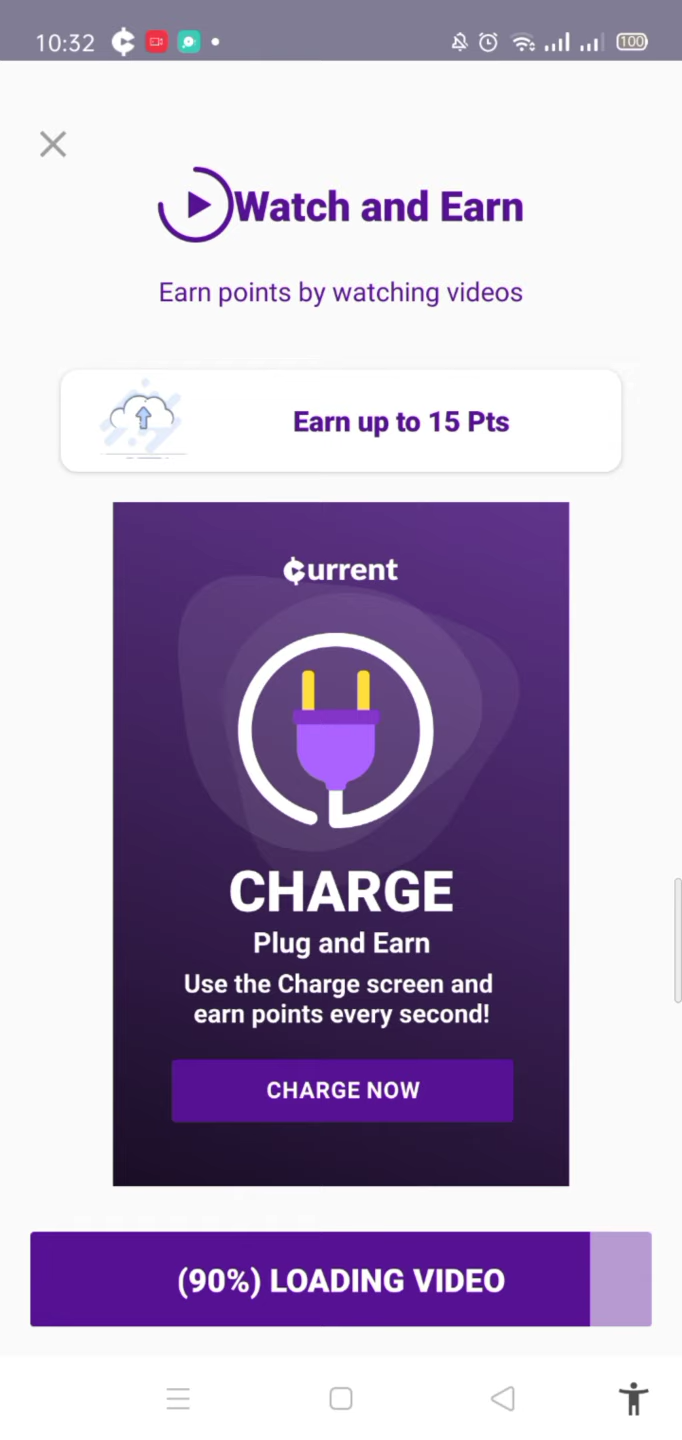 10:32
100
Watch and Earn
Earn points by watching videos
Earn up to 15 Pts
Current
CHARGE
Plug and Earn
Use the Charge screen and
earn points every second!
CHARGE NOW
(90%) LOADING VIDEO